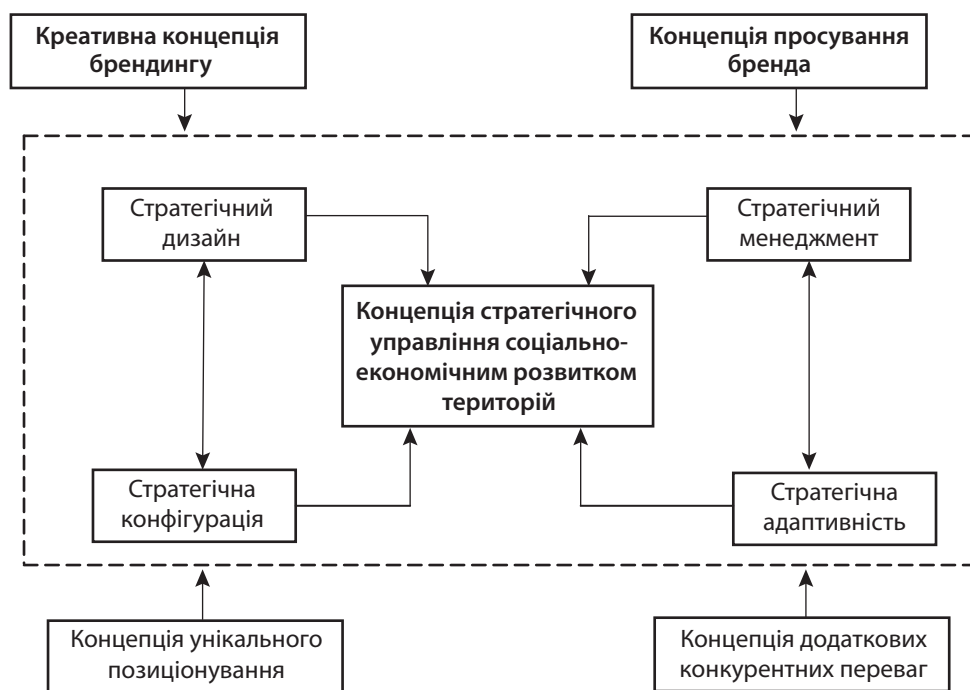 Креативна концепція
брендингу
Концепція просування
бренда
Стратегічний
дизайн
Стратегічний
менеджмент
Концепція стратегічного
управління соціально-
економічним розвитком
територій
Стратегічна
конфігурація
Стратегічна
адаптивність
Концепція унікального
позиціонування
Концепція додаткових
конкурентних переваг